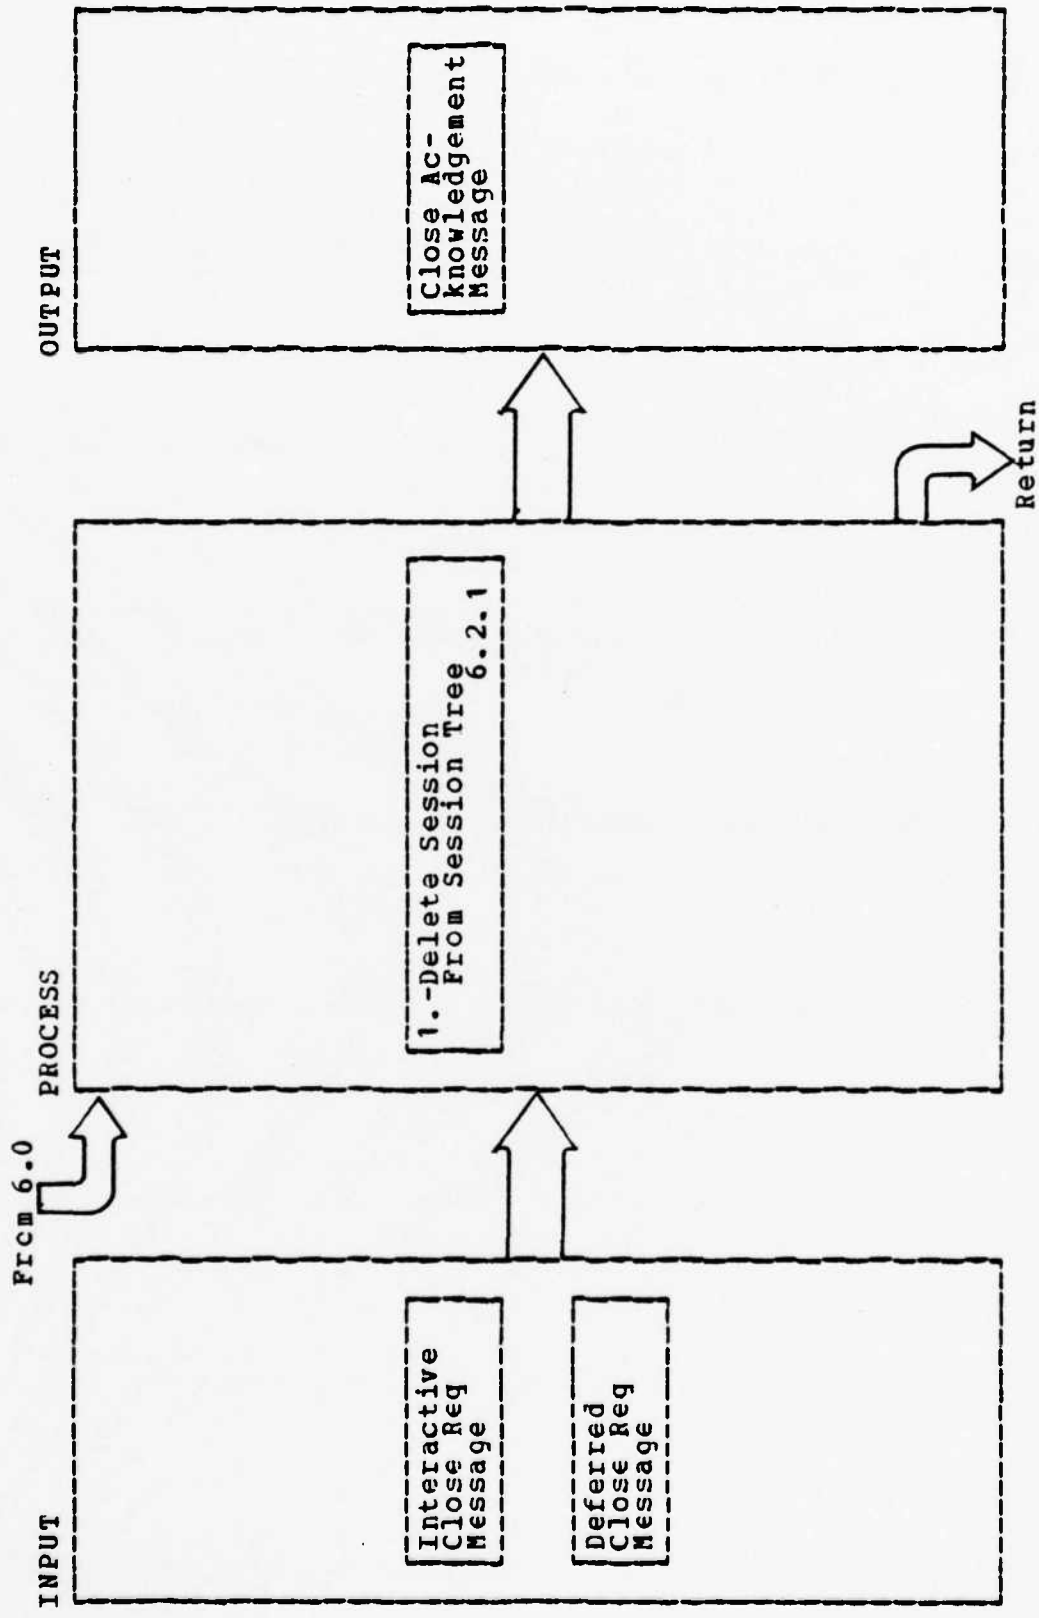 From 6.0
INPUT
PROCESS
OUTPUT
Interactive
Close Req
Message
Deferred
Close Req
Message
1.-Delete Session
From Session Tree
6.2.1
Close Ac-
knowledgement
Message
Return